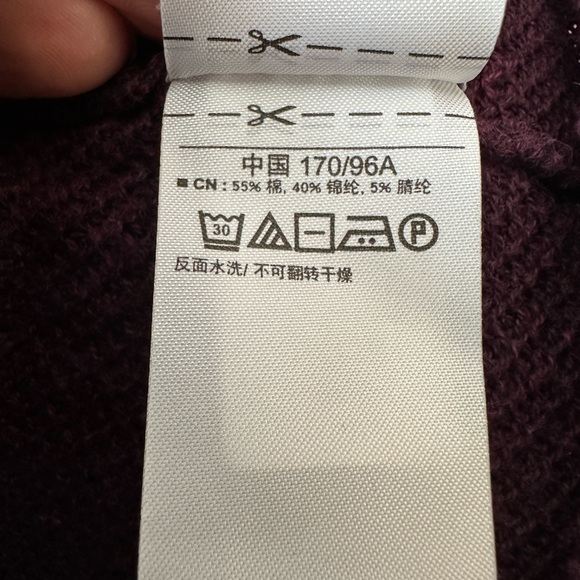 中国 170/96A
■ CN : 55% 棉, 40% 锦纶, 5% 腈纶
30 P
反面水洗/ 不可翻转干燥